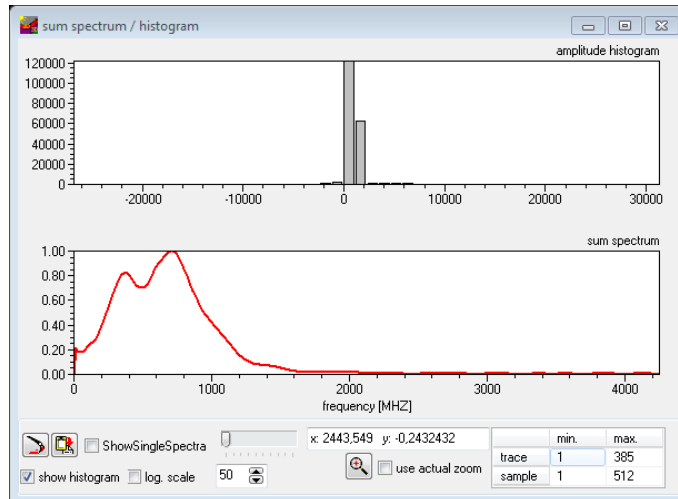 sum spectrum / histogram
amplitude histogram
120000
100000
80000
60000
40000
20000
0
-20000 -10000 0 10000 20000 30000
sum spectrum
1.00
0.80
0.60
0.40
0.20
0.00
0 1000 2000 3000 4000
frequency [MHZ]
ShowSingleSpectra
x: 2443,549 y: -0,2432432
min. max.
trace 1 385
sample 1 512
show histogram log. scale 50 use actual zoom